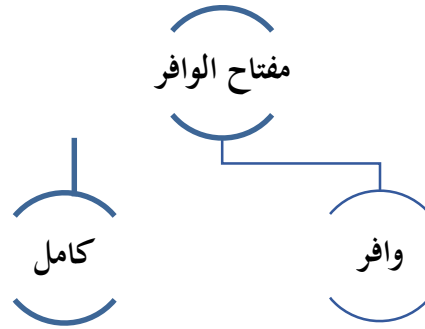 مفتاح الوافر
وافر
كامل